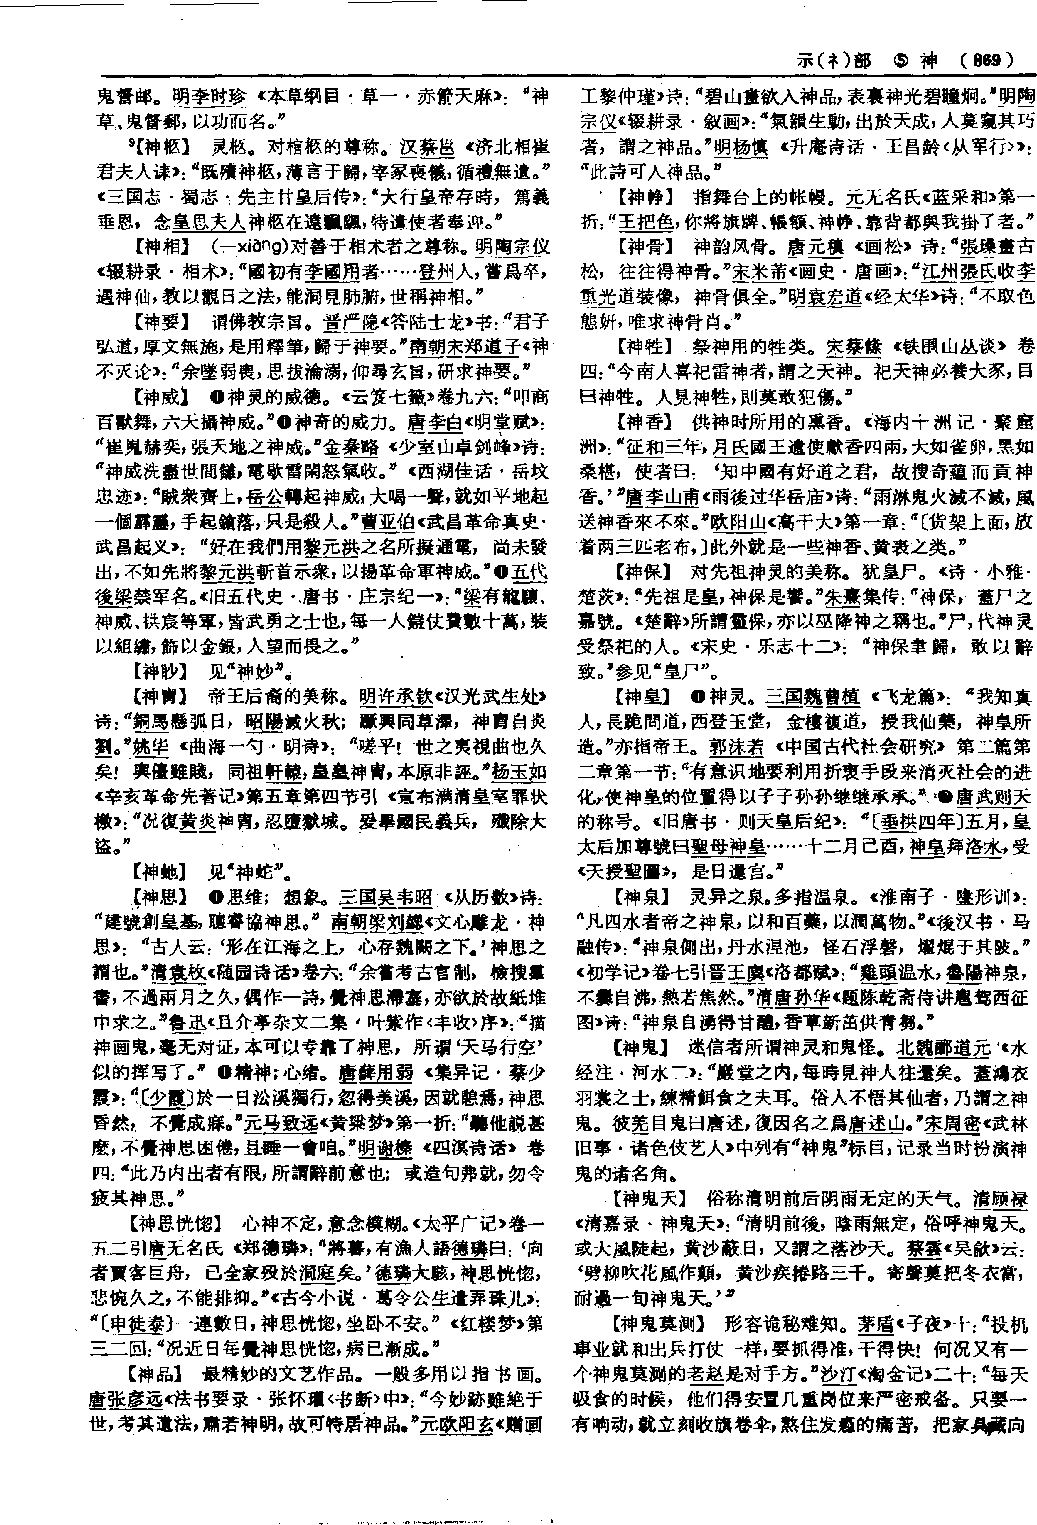 示(礻)部 ⑤ 神 (869)
鬼督邮。明李时珍《本草纲目·草一·赤箭天麻》：“神
草、鬼督郵，以功而名。”
9【神柩】 灵柩。对棺柩的尊称。汉蔡邕《济北相崔
君夫人诔》：“既殯神柩，薄言于歸，宰冢喪儀，循禮無遺。”
《三国志·蜀志·先主甘皇后传》：“大行皇帝存時，篤義
垂恩，念皇思夫人神柩在遠飄颻，特遣使者奉迎。”
【神相】 (—xiàng)对善于相术者之尊称。明陶宗仪
《辍耕录·相术》：“國初有李國用者……登州人，嘗爲卒，
遇神仙，教以觀日之法，能洞見肺腑，世稱神相。”
【神要】 谓佛教宗旨。晋严隐《答陆士龙》书：“君子
弘道，厚文無施，是用釋筆，歸于神要。”南朝宋郑道子《神
不灭论》：“余墜弱喪，思拔淪溺，仰尋玄旨，研求神要。”
【神威】 ❶神灵的威德。《云笈七籤》卷九六：“叩商
百獸舞，六天攝神威。”❷神奇的威力。唐李白《明堂赋》：
“崔嵬赫奕，張天地之神威。”金秦略《少室山卓剑峰》诗：
“神威洗盡世間讎，電歇雷閑怒氣收。”《西湖佳话·岳坟
忠迹》：“賊衆齊上，岳公轉起神威，大喝一聲，就如平地起
一個霹靂，手起鎗落，只是殺人。”曹亚伯《武昌革命真史·
武昌起义》：“好在我們用黎元洪之名所擬通電，尚未發
出，不如先將黎元洪斬首示衆，以揚革命軍神威。”❸五代
後梁禁军名。《旧五代史·唐书·庄宗纪一》：“梁有龍驤、
神威、拱宸等軍，皆武勇之士也，每一人鎧仗費數十萬，裝
以組繡，飾以金銀，人望而畏之。”
【神眇】 见“神妙”。
【神胄】 帝王后裔的美称。明许承钦《汉光武生处》
诗：“銅馬懸弧日，昭陽滅火秋；蹶興同草澤，神胄自炎
劉。”姚华《曲海一勺·明诗》：“嗟乎！世之夷視曲也久
矣！與優雖賤，同祖軒轅，皇皇神胄，本原非誣。”杨玉如
《辛亥革命先著记》第五章第四节引《宣布满清皇室罪状
檄》：“况復黄炎神胄，忍墮獄城。爰舉國民義兵，殲除大
盜。”
【神虵】 见“神蛇”。
【神思】 ❶思维；想象。三国吴韦昭《从历数》诗：
“建號創皇基，聰睿協神思。”南朝梁刘勰《文心雕龙·神
思》：“古人云：‘形在江海之上，心存魏闕之下。’神思之
謂也。”清袁枚《随园诗话》卷六：“余嘗考古官制，檢搜羣
書，不過兩月之久，偶作一詩，覺神思滯塞，亦欲於故紙堆
中求之。”鲁迅《且介亭杂文二集·叶紫作〈丰收〉序》：“描
神画鬼，毫无对证，本可以专靠了神思，所谓‘天马行空’
似的挥写了。”❷精神；心绪。唐薛用弱《集异记·蔡少
霞》：“〔少霞〕於一日沿溪獨行，忽得美溪，因就憩焉，神思
昏然，不覺成寐。”元马致远《黄粱梦》第一折：“聽他説甚
麽，不覺神思困倦，且睡一會咱。”明谢榛《四溟诗话》卷
四：“此乃内出者有限，所謂辭前意也；或造句弗就，勿令
疲其神思。”
【神思恍惚】 心神不定，意念模糊。《太平广记》卷一
五二引唐无名氏《郑德璘》：“將暮，有漁人語德璘曰：‘向
者賈客巨舟，已全家殁於洞庭矣。’德璘大駭，神思恍惚，
悲惋久之，不能排抑。”《古今小说·葛令公生遣弄珠儿》：
“〔申徒泰〕一連數日，神思恍惚，坐卧不安。”《红楼梦》第
三二回：“况近日每覺神思恍惚，病已漸成。”
【神品】 最精妙的文艺作品。一般多用以指书画。
唐张彦远《法书要录·张怀瓘〈书断〉中》：“今妙跡雖絶于
世，考其遺法，肅若神明，故可特居神品。”元欧阳玄《赠画
工黎仲瑾》诗：“碧山畫欲入神品，表裏神光碧瞳炯。”明陶
宗仪《辍耕录·叙画》：“氣韻生動，出於天成，人莫窺其巧
者，謂之神品。”明杨慎《升庵诗话·王昌龄〈从军行〉》：
“此詩可入神品。”
【神帧】 指舞台上的帐幔。元无名氏《蓝采和》第一
折：“王把色，你將旗牌、帳額、神帧、靠背都與我掛了者。”
【神骨】 神韵风骨。唐元稹《画松》诗：“張璪畫古
松，往往得神骨。”宋米芾《画史·唐画》：“江州張氏收李
重光道装像，神骨俱全。”明袁宏道《经太华》诗：“不取色
態妍，唯求神骨肖。”
【神牲】 祭神用的牲类。宋蔡絛《铁围山丛谈》卷
四：“今南人喜祀雷神者，謂之天神。祀天神必養大豕，目
曰神牲。人見神牲，則莫敢犯傷。”
【神香】 供神时所用的熏香。《海内十洲记·聚窟
洲》：“征和三年，月氏國王遣使獻香四兩，大如雀卵，黑如
桑椹，使者曰：‘知中國有好道之君，故搜奇蘊而貢神
香。’”唐李山甫《雨後过华岳庙》诗：“雨淋鬼火滅不滅，風
送神香來不來。”欧阳山《高干大》第一章：“〔货架上面，放
着两三匹老布，〕此外就是一些神香、黄表之类。”
【神保】 对先祖神灵的美称。犹皇尸。《诗·小雅·
楚茨》：“先祖是皇，神保是饗。”朱熹集传：“神保，蓋尸之
嘉號。《楚辭》所謂靈保，亦以巫降神之稱也。”尸，代神灵
受祭祀的人。《宋史·乐志十二》：“神保聿歸，敢以辭
致。”参见“皇尸”。
【神皇】 ❶神灵。三国魏曹植《飞龙篇》：“我知真
人，長跪問道，西登玉堂，金樓複道，授我仙藥，神皇所
造。”亦指帝王。郭沫若《中国古代社会研究》第二篇第
二章第一节：“有意识地要利用折衷手段来消灭社会的进
化，使神皇的位置得以子子孙孙继继承承。”❷唐武则天
的称号。《旧唐书·则天皇后纪》：“〔垂拱四年〕五月，皇
太后加尊號曰聖母神皇……十二月己酉，神皇拜洛水，受
《天授聖圖》，是日還宫。”
【神泉】 灵异之泉。多指温泉。《淮南子·墬形训》：
“凡四水者帝之神泉，以和百藥，以潤萬物。”《後汉书·马
融传》：“神泉側出，丹水涅池，怪石浮磬，燿焜于其陂。”
《初学记》卷七引晋王廙《洛都赋》：“雞頭温水，魯陽神泉，
不爨自沸，熱若焦然。”清唐孙华《题陈乾斋侍讲扈驾西征
图》诗：“神泉自湧得甘醴，香草新茁供青芻。”
【神鬼】 迷信者所谓神灵和鬼怪。北魏郦道元《水
经注·河水二》：“巖堂之内，每時見神人往還矣。蓋鴻衣
羽裳之士，練精餌食之夫耳。俗人不悟其仙者，乃謂之神
鬼。彼羌目鬼曰唐述，復因名之爲唐述山。”宋周密《武林
旧事·诸色伎艺人》中列有“神鬼”标目，记录当时扮演神
鬼的诸名角。
【神鬼天】 俗称清明前后阴雨无定的天气。清顾禄
《清嘉录·神鬼天》：“清明前後，陰雨無定，俗呼神鬼天。
或大風陡起，黄沙蔽日，又謂之落沙天。蔡雲《吴歈》云：
‘劈柳吹花風作顛，黄沙疾捲路三千。寄聲莫把冬衣當，
耐過一旬神鬼天。’”
【神鬼莫测】 形容诡秘难知。茅盾《子夜》十：“投机
事业就和出兵打仗一样，要抓得准，干得快！何况又有一
个神鬼莫测的老赵是对手方。”沙汀《淘金记》二十：“每天
吸食的时候，他们得安置几重岗位来严密戒备。只要一
有响动，就立刻收旗卷伞，熬住发瘾的痛苦，把家具藏向